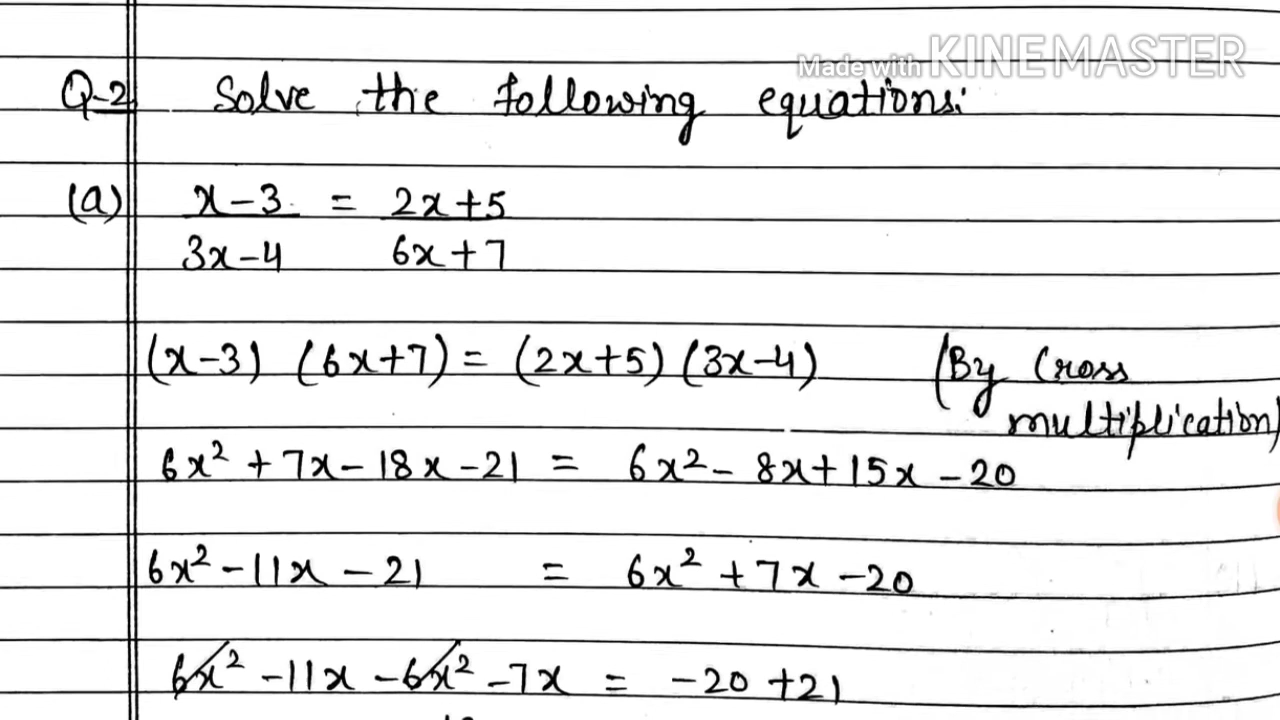 Made with KINEMASTER
Q-2 Solve the following equations:
(a) x-3 = 2x+5
3x-4 6x+7
(x-3) (6x+7) = (2x+5) (3x-4) (By Cross
multiplication)
6x² + 7x - 18x - 21 = 6x² - 8x + 15x - 20
6x² - 11x - 21 = 6x² + 7x - 20
6x² - 11x - 6x² - 7x = -20 + 21